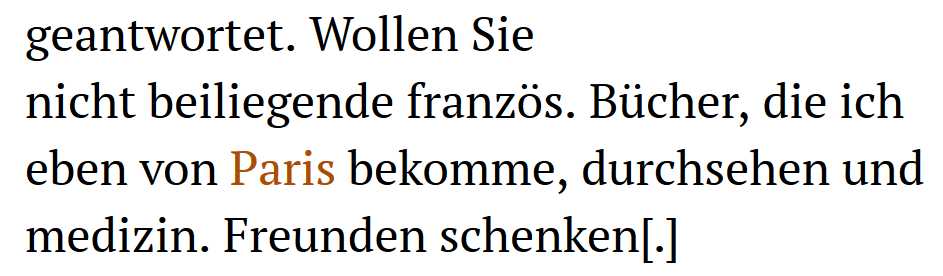 geantwortet. Wollen Sie
nicht beiliegende französ. Bücher, die ich
eben von Paris bekomme, durchsehen und
medizin. Freunden schenken[.]